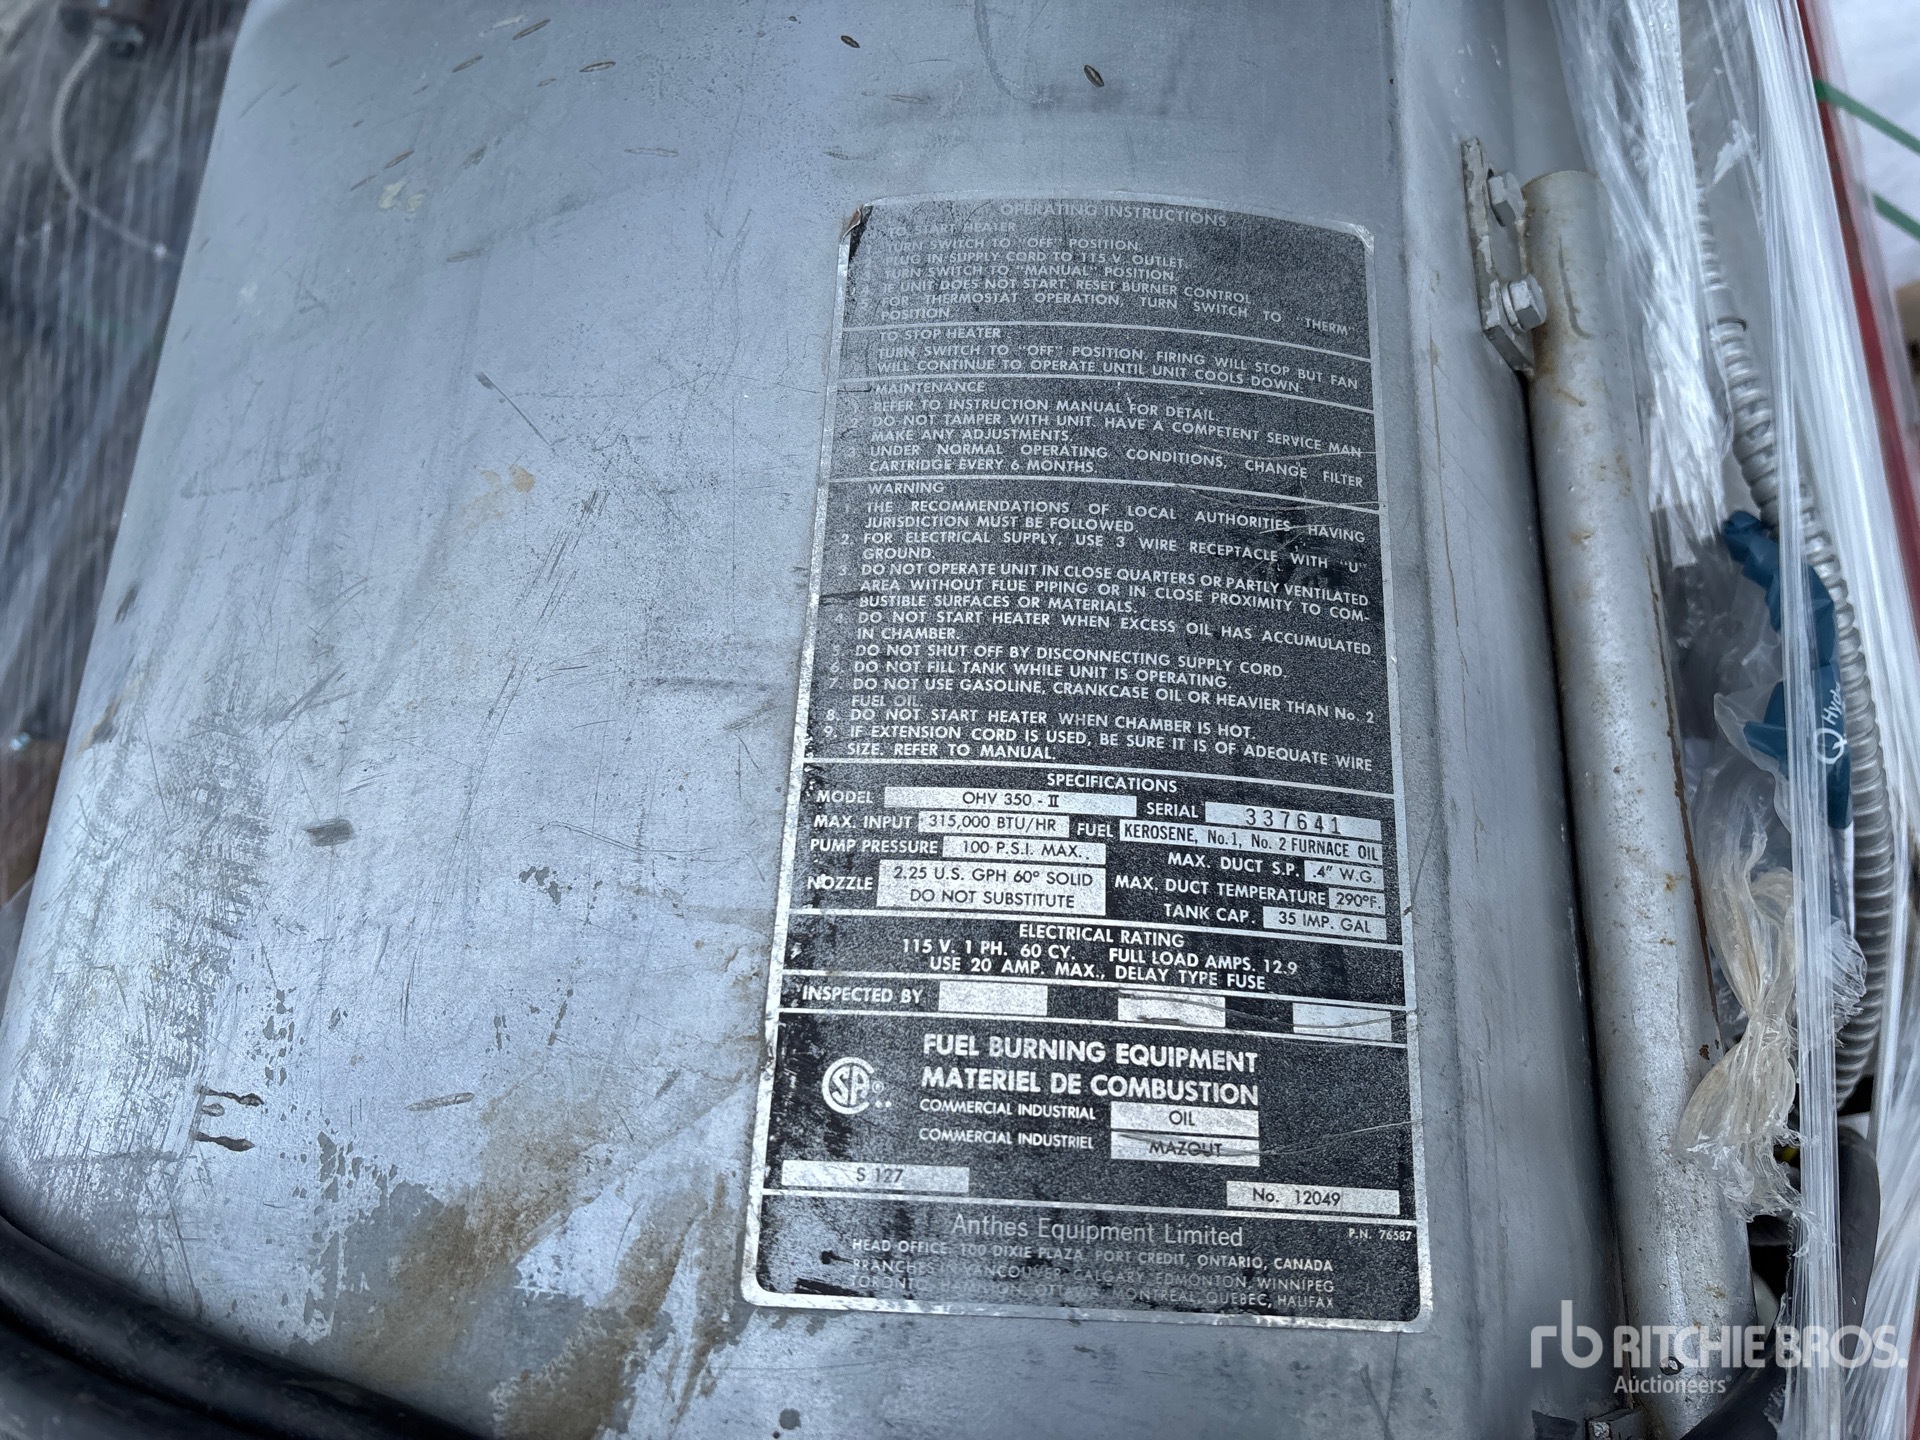 OPERATING INSTRUCTIONS
TO START HEATER
TURN SWITCH TO "OFF" POSITION.
PLUG IN SUPPLY CORD TO 115 V. OUTLET.
TURN SWITCH TO "MANUAL" POSITION.
4. IF UNIT DOES NOT START, RESET BURNER CONTROL
5. FOR THERMOSTAT OPERATION, TURN SWITCH TO "THERM"
POSITION
TO STOP HEATER
TURN SWITCH TO "OFF" POSITION. FIRING WILL STOP BUT FAN
WILL CONTINUE TO OPERATE UNTIL UNIT COOLS DOWN.
MAINTENANCE
1. REFER TO INSTRUCTION MANUAL FOR DETAIL.
2. DO NOT TAMPER WITH UNIT. HAVE A COMPETENT SERVICE MAN
MAKE ANY ADJUSTMENTS.
3. UNDER NORMAL OPERATING CONDITIONS, CHANGE FILTER
CARTRIDGE EVERY 6 MONTHS.
WARNING
1. THE RECOMMENDATIONS OF LOCAL AUTHORITIES HAVING
JURISDICTION MUST BE FOLLOWED.
2. FOR ELECTRICAL SUPPLY, USE 3 WIRE RECEPTACLE WITH "U"
GROUND.
3. DO NOT OPERATE UNIT IN CLOSE QUARTERS OR PARTLY VENTILATED
AREA WITHOUT FLUE PIPING OR IN CLOSE PROXIMITY TO COM-
BUSTIBLE SURFACES OR MATERIALS.
4. DO NOT START HEATER WHEN EXCESS OIL HAS ACCUMULATED
IN CHAMBER.
5. DO NOT SHUT OFF BY DISCONNECTING SUPPLY CORD.
6. DO NOT FILL TANK WHILE UNIT IS OPERATING.
7. DO NOT USE GASOLINE, CRANKCASE OIL OR HEAVIER THAN No. 2
FUEL OIL.
8. DO NOT START HEATER WHEN CHAMBER IS HOT.
9. IF EXTENSION CORD IS USED, BE SURE IT IS OF ADEQUATE WIRE
SIZE. REFER TO MANUAL.
SPECIFICATIONS
MODEL OHV 350 - II SERIAL 337641
MAX. INPUT 315,000 BTU/HR FUEL KEROSENE, No.1, No. 2 FURNACE OIL
PUMP PRESSURE 100 P.S.I. MAX. MAX. DUCT S.P. .4" W.G.
NOZZLE 2.25 U.S. GPH 60° SOLID MAX. DUCT TEMPERATURE 290°F.
DO NOT SUBSTITUTE TANK CAP. 35 IMP. GAL
ELECTRICAL RATING
115 V. 1 PH. 60 CY. FULL LOAD AMPS. 12.9
USE 20 AMP. MAX., DELAY TYPE FUSE
INSPECTED BY
FUEL BURNING EQUIPMENT
MATERIEL DE COMBUSTION
COMMERCIAL INDUSTRIAL OIL
COMMERCIAL INDUSTRIEL MAZOUT
S 127
No. 12049
Anthes Equipment Limited P.N. 76587
HEAD OFFICE: 100 DIXIE PLAZA, PORT CREDIT, ONTARIO, CANADA
BRANCHES IN VANCOUVER, CALGARY, EDMONTON, WINNIPEG
TORONTO, HAMILTON, OTTAWA, MONTREAL, QUEBEC, HALIFAX
SA®
Q Hydr
rb RITCHIE BROS.
Auctioneers